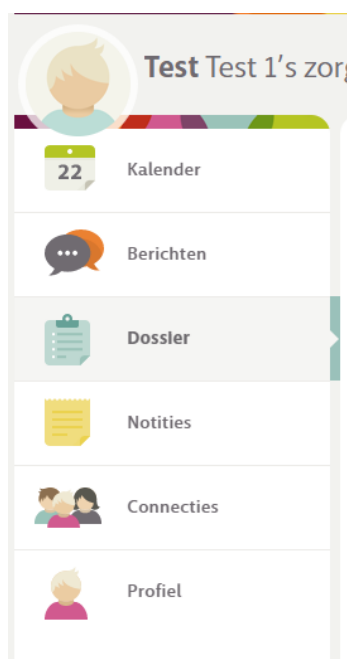 Test Test 1's zorg
22
Kalender
Berichten
Dossier
Notities
Connecties
Profiel